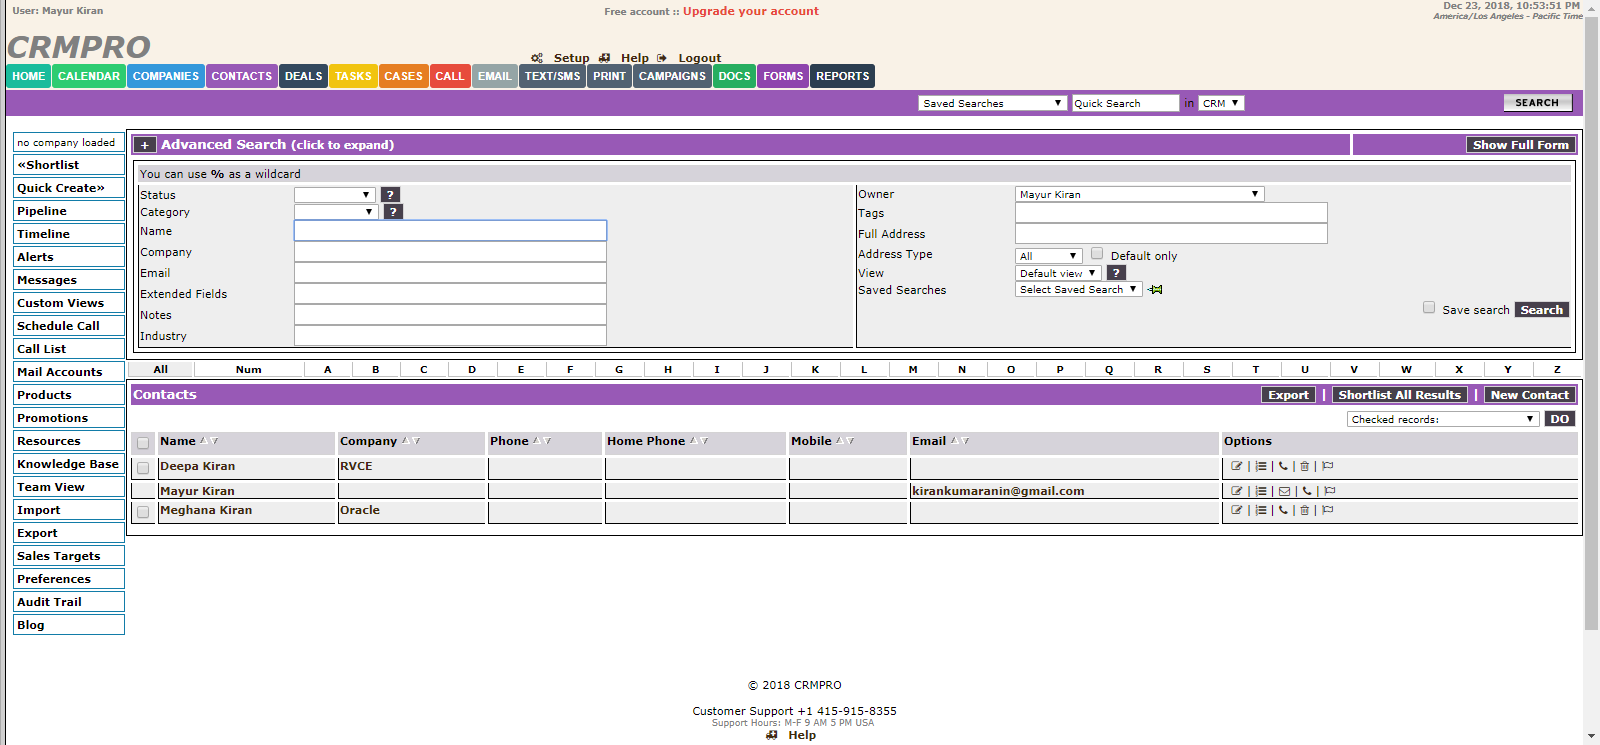 User: Mayur Kiran
Free account :: Upgrade your account
Dec 23, 2018, 10:53:51 PM
America/Los Angeles - Pacific Time
CRMPRO
Setup Help Logout
HOME CALENDAR COMPANIES CONTACTS DEALS TASKS CASES CALL EMAIL TEXT/SMS PRINT CAMPAIGNS DOCS FORMS REPORTS
Saved Searches Quick Search in CRM SEARCH
no company loaded
«Shortlist
Quick Create»
Pipeline
Timeline
Alerts
Messages
Custom Views
Schedule Call
Call List
Mail Accounts
Products
Promotions
Resources
Knowledge Base
Team View
Import
Export
Sales Targets
Preferences
Audit Trail
Blog
+ Advanced Search (click to expand) Show Full Form
You can use % as a wildcard
Status ?
Category ?
Name
Company
Email
Extended Fields
Notes
Industry
Owner Mayur Kiran
Tags
Full Address
Address Type All Default only
View Default view ?
Saved Searches Select Saved Search
Save search Search
All Num A B C D E F G H I J K L M N O P Q R S T U V W X Y Z
Contacts Export | Shortlist All Results | New Contact
Checked records: DO
Name Company Phone Home Phone Mobile Email Options
Deepa Kiran RVCE | | | |
Mayur Kiran kirankumaranin@gmail.com | | | |
Meghana Kiran Oracle | | | |
© 2018 CRMPRO
Customer Support +1 415-915-8355
Support Hours: M-F 9 AM 5 PM USA
Help